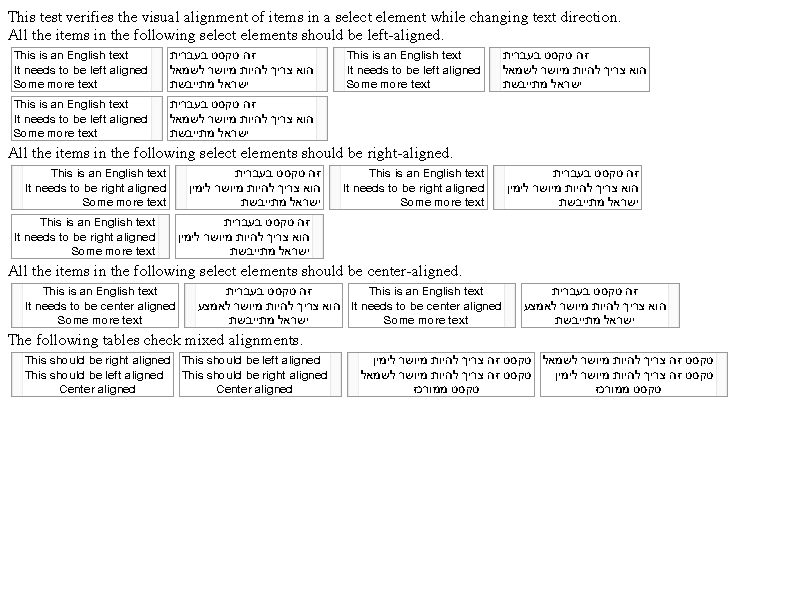 This test verifies the visual alignment of items in a select element while changing text direction.
All the items in the following select elements should be left-aligned.
This is an English text
It needs to be left aligned
Some more text
זה טקסט בעברית
הוא צריך להיות מיושר לשמאל
ישראל מתייבשת
This is an English text
It needs to be left aligned
Some more text
זה טקסט בעברית
הוא צריך להיות מיושר לשמאל
ישראל מתייבשת
This is an English text
It needs to be left aligned
Some more text
זה טקסט בעברית
הוא צריך להיות מיושר לשמאל
ישראל מתייבשת
All the items in the following select elements should be right-aligned.
This is an English text
It needs to be right aligned
Some more text
זה טקסט בעברית
הוא צריך להיות מיושר לימין
ישראל מתייבשת
This is an English text
It needs to be right aligned
Some more text
זה טקסט בעברית
הוא צריך להיות מיושר לימין
ישראל מתייבשת
This is an English text
It needs to be right aligned
Some more text
זה טקסט בעברית
הוא צריך להיות מיושר לימין
ישראל מתייבשת
All the items in the following select elements should be center-aligned.
This is an English text
It needs to be center aligned
Some more text
זה טקסט בעברית
הוא צריך להיות מיושר לאמצע
ישראל מתייבשת
This is an English text
It needs to be center aligned
Some more text
זה טקסט בעברית
הוא צריך להיות מיושר לאמצע
ישראל מתייבשת
The following tables check mixed alignments.
This should be right aligned
This should be left aligned
Center aligned
This should be left aligned
This should be right aligned
Center aligned
טקסט זה צריך להיות מיושר לימין
טקסט זה צריך להיות מיושר לשמאל
טקסט ממורכז
טקסט זה צריך להיות מיושר לשמאל
טקסט זה צריך להיות מיושר לימין
טקסט ממורכז